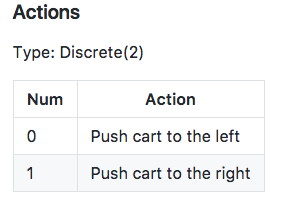 Actions
Type: Discrete(2)
Num Action
0 Push cart to the left
1 Push cart to the right